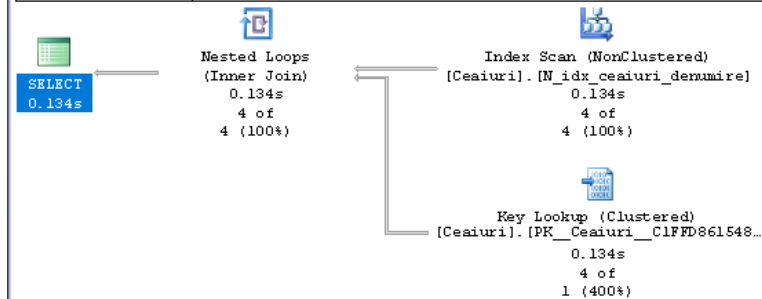 SELECT
0.134s
Nested Loops
(Inner Join)
0.134s
4 of
4 (100%)
Index Scan (NonClustered)
[Ceaiuri].[N_idx_ceaiuri_denumire]
0.134s
4 of
4 (100%)
Key Lookup (Clustered)
[Ceaiuri].[PK__Ceaiuri__C1FFD861548…
0.134s
4 of
1 (400%)